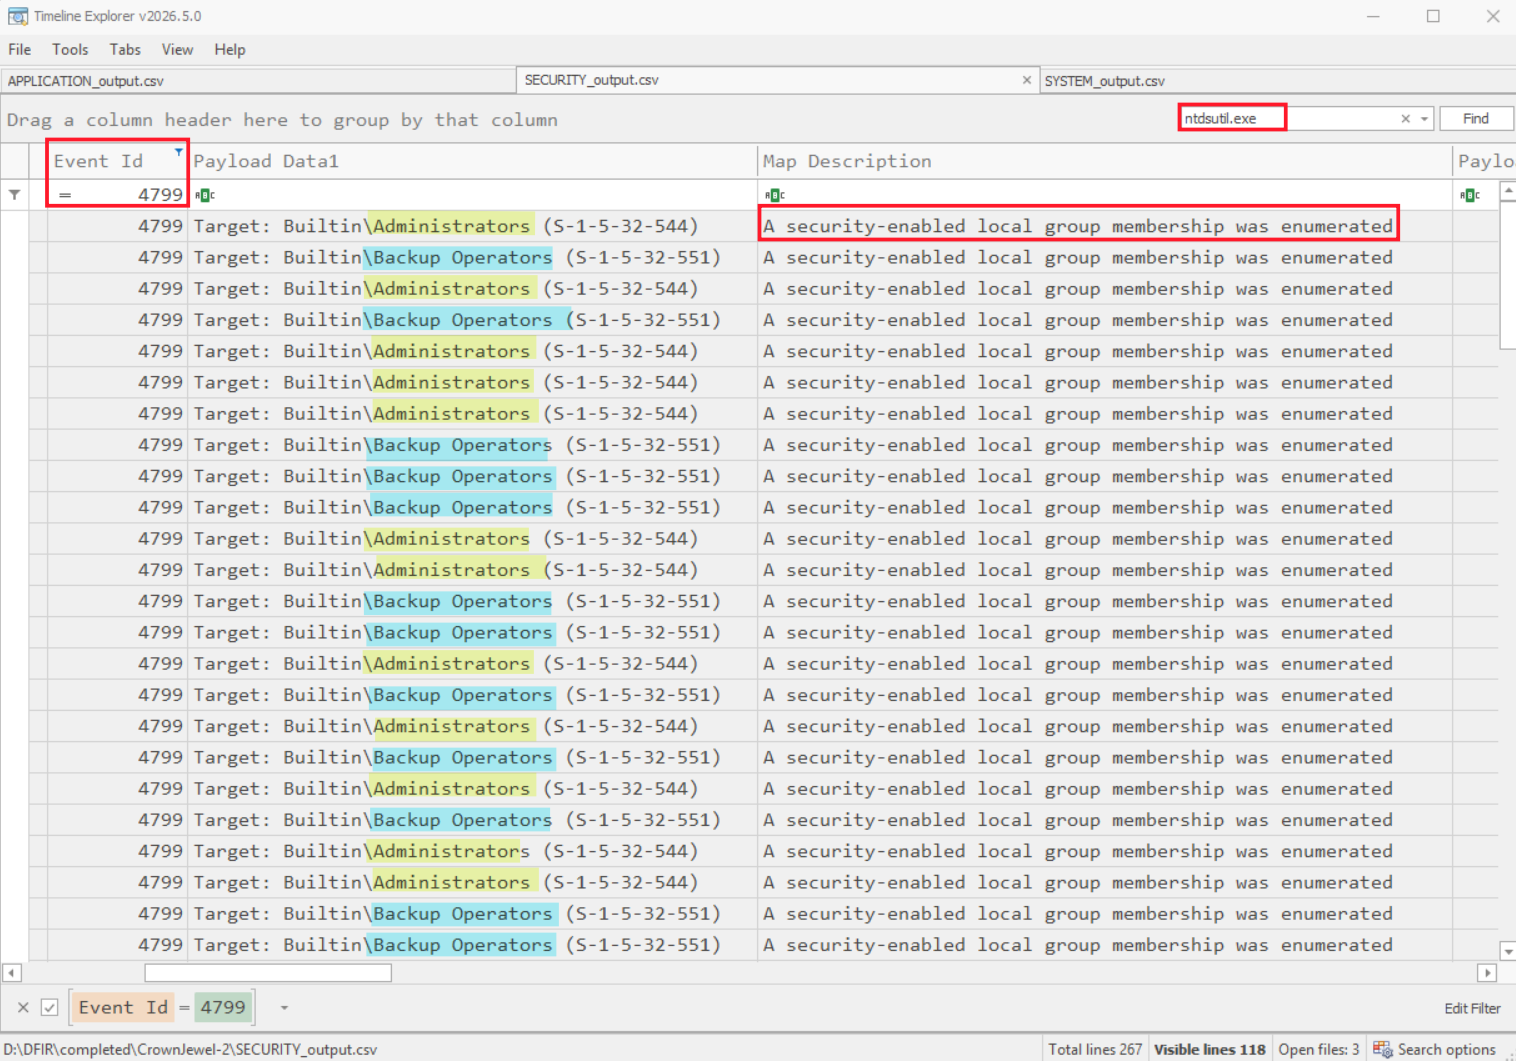 Timeline Explorer v2026.5.0
File Tools Tabs View Help
APPLICATION_output.csv SECURITY_output.csv SYSTEM_output.csv
Drag a column header here to group by that column ntdsutil.exe Find
Event Id Payload Data1 Map Description Paylo
= 4799
4799 Target: Builtin\Administrators (S-1-5-32-544) A security-enabled local group membership was enumerated
4799 Target: Builtin\Backup Operators (S-1-5-32-551) A security-enabled local group membership was enumerated
4799 Target: Builtin\Administrators (S-1-5-32-544) A security-enabled local group membership was enumerated
4799 Target: Builtin\Backup Operators (S-1-5-32-551) A security-enabled local group membership was enumerated
4799 Target: Builtin\Administrators (S-1-5-32-544) A security-enabled local group membership was enumerated
4799 Target: Builtin\Administrators (S-1-5-32-544) A security-enabled local group membership was enumerated
4799 Target: Builtin\Administrators (S-1-5-32-544) A security-enabled local group membership was enumerated
4799 Target: Builtin\Backup Operators (S-1-5-32-551) A security-enabled local group membership was enumerated
4799 Target: Builtin\Backup Operators (S-1-5-32-551) A security-enabled local group membership was enumerated
4799 Target: Builtin\Backup Operators (S-1-5-32-551) A security-enabled local group membership was enumerated
4799 Target: Builtin\Administrators (S-1-5-32-544) A security-enabled local group membership was enumerated
4799 Target: Builtin\Administrators (S-1-5-32-544) A security-enabled local group membership was enumerated
4799 Target: Builtin\Backup Operators (S-1-5-32-551) A security-enabled local group membership was enumerated
4799 Target: Builtin\Backup Operators (S-1-5-32-551) A security-enabled local group membership was enumerated
4799 Target: Builtin\Administrators (S-1-5-32-544) A security-enabled local group membership was enumerated
4799 Target: Builtin\Backup Operators (S-1-5-32-551) A security-enabled local group membership was enumerated
4799 Target: Builtin\Administrators (S-1-5-32-544) A security-enabled local group membership was enumerated
4799 Target: Builtin\Backup Operators (S-1-5-32-551) A security-enabled local group membership was enumerated
4799 Target: Builtin\Administrators (S-1-5-32-544) A security-enabled local group membership was enumerated
4799 Target: Builtin\Backup Operators (S-1-5-32-551) A security-enabled local group membership was enumerated
4799 Target: Builtin\Administrators (S-1-5-32-544) A security-enabled local group membership was enumerated
4799 Target: Builtin\Administrators (S-1-5-32-544) A security-enabled local group membership was enumerated
4799 Target: Builtin\Backup Operators (S-1-5-32-551) A security-enabled local group membership was enumerated
4799 Target: Builtin\Backup Operators (S-1-5-32-551) A security-enabled local group membership was enumerated
Event Id = 4799 Edit Filter
D:\DFIR\completed\CrownJewel-2\SECURITY_output.csv Total lines 267 Visible lines 118 Open files: 3 Search options